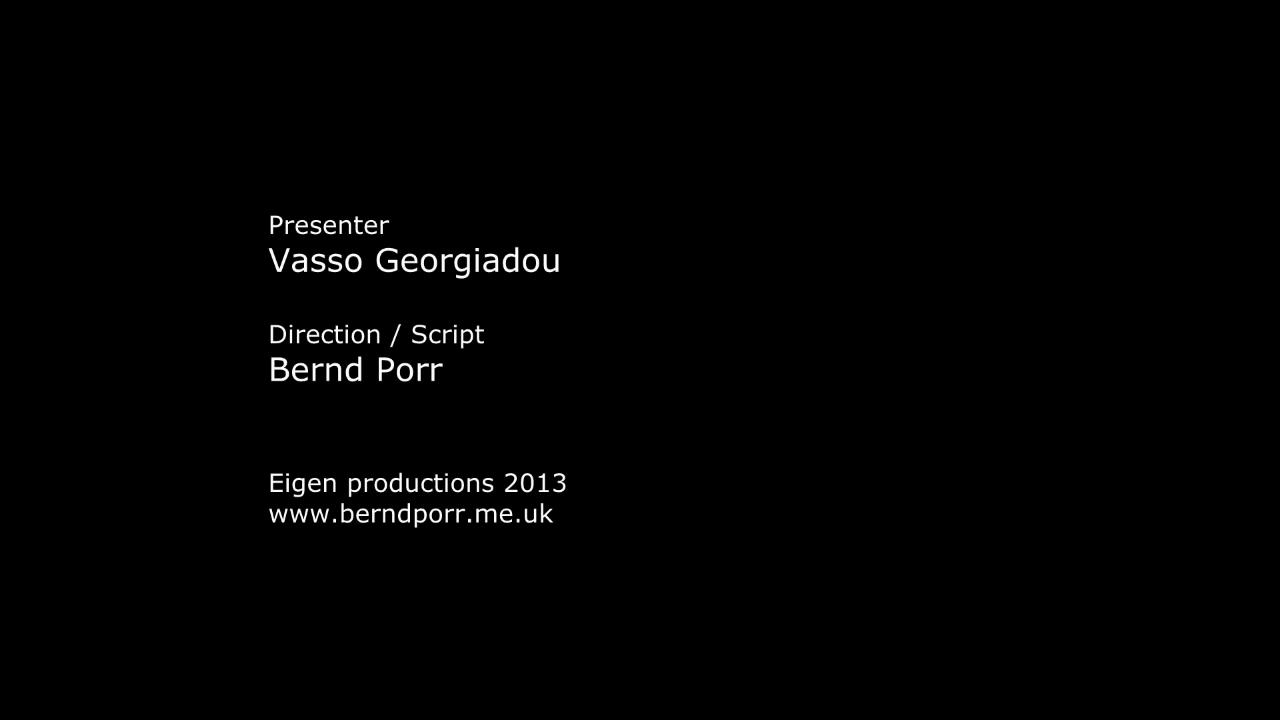 Presenter
Vasso Georgiadou
Direction / Script
Bernd Porr
Eigen productions 2013
www.berndporr.me.uk